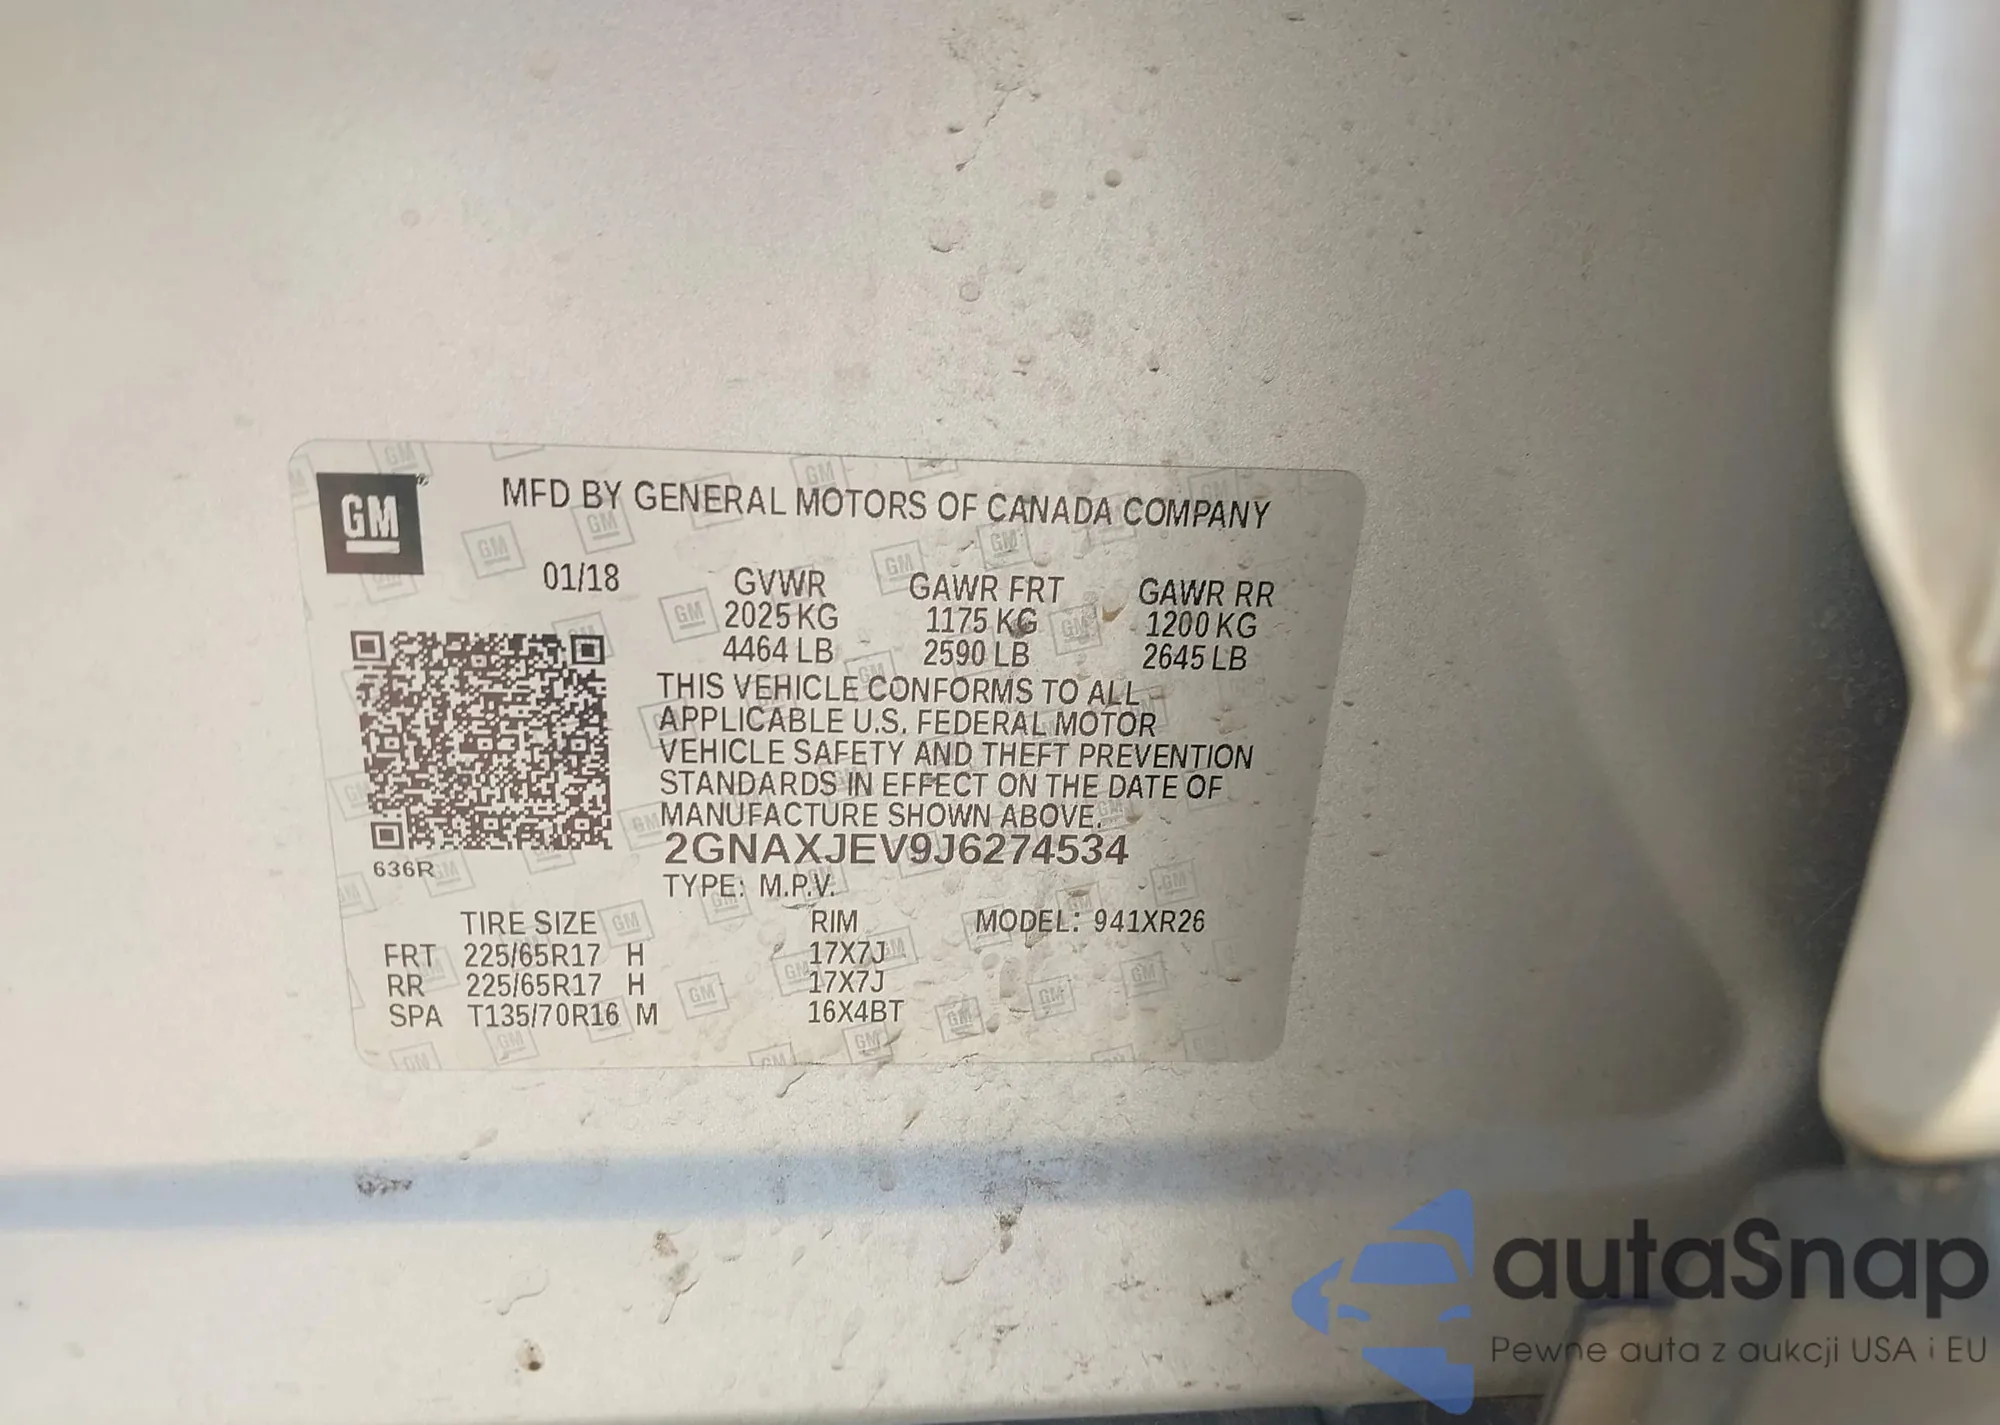 GM
MFD BY GENERAL MOTORS OF CANADA COMPANY
01/18
GVWR GAWR FRT GAWR RR
2025 KG 1175 KG 1200 KG
4464 LB 2590 LB 2645 LB
THIS VEHICLE CONFORMS TO ALL
APPLICABLE U.S. FEDERAL MOTOR
VEHICLE SAFETY AND THEFT PREVENTION
STANDARDS IN EFFECT ON THE DATE OF
MANUFACTURE SHOWN ABOVE.
2GNAXJEV9J6274534
636R
TYPE: M.P.V.
TIRE SIZE RIM MODEL: 941XR26
FRT 225/65R17 H 17X7J
RR 225/65R17 H 17X7J
SPA T135/70R16 M 16X4BT
autaSnap
Pewne auta z aukcji USA i EU